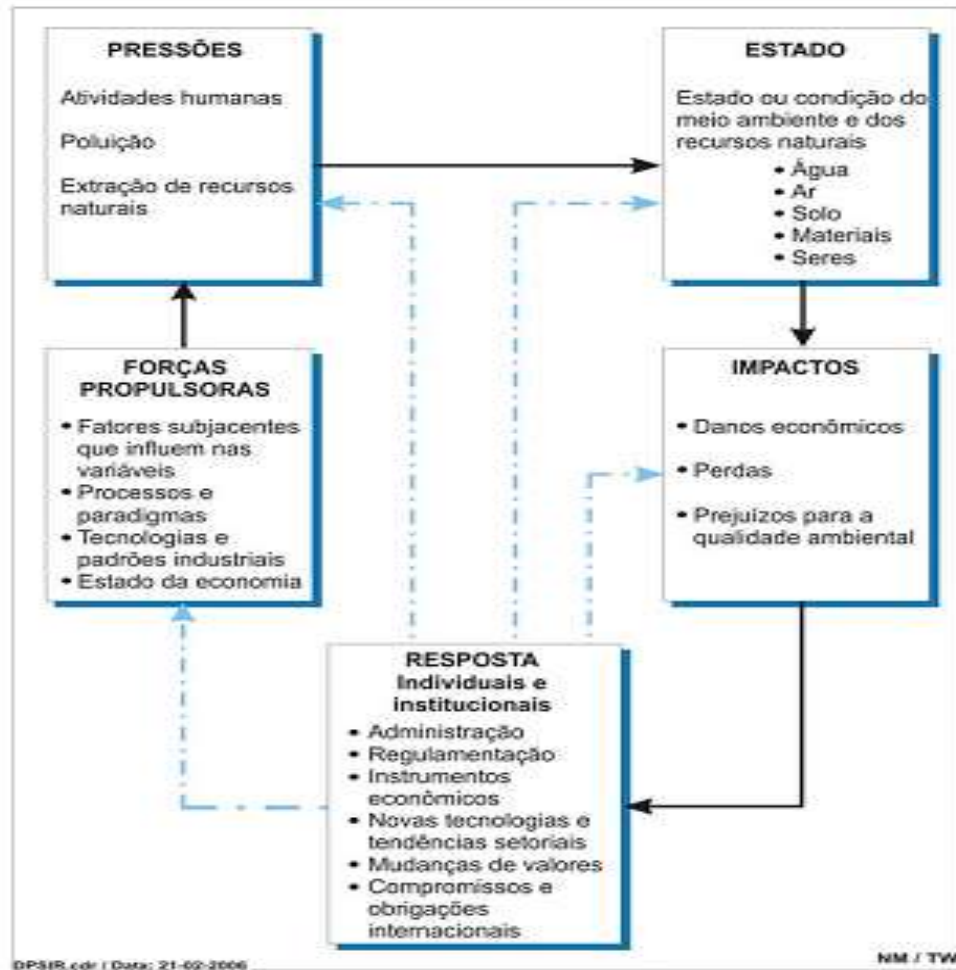 PRESSÕES
Atividades humanas
Poluição
Extração de recursos
naturais
ESTADO
Estado ou condição do
meio ambiente e dos
recursos naturais
• Água
• Ar
• Solo
• Materiais
• Seres
FORÇAS
PROPULSORAS
• Fatores subjacentes
que influem nas
variáveis
• Processos e
paradigmas
• Tecnologias e
padrões industriais
• Estado da economia
IMPACTOS
• Danos econômicos
• Perdas
• Prejuízos para a
qualidade ambiental
RESPOSTA
Individuais e
institucionais
• Administração
• Regulamentação
• Instrumentos
econômicos
• Novas tecnologias e
tendências setoriais
• Mudanças de valores
• Compromissos e
obrigações
internacionais
DPSIR.cdr / Data: 21-02-2006
NM / TW